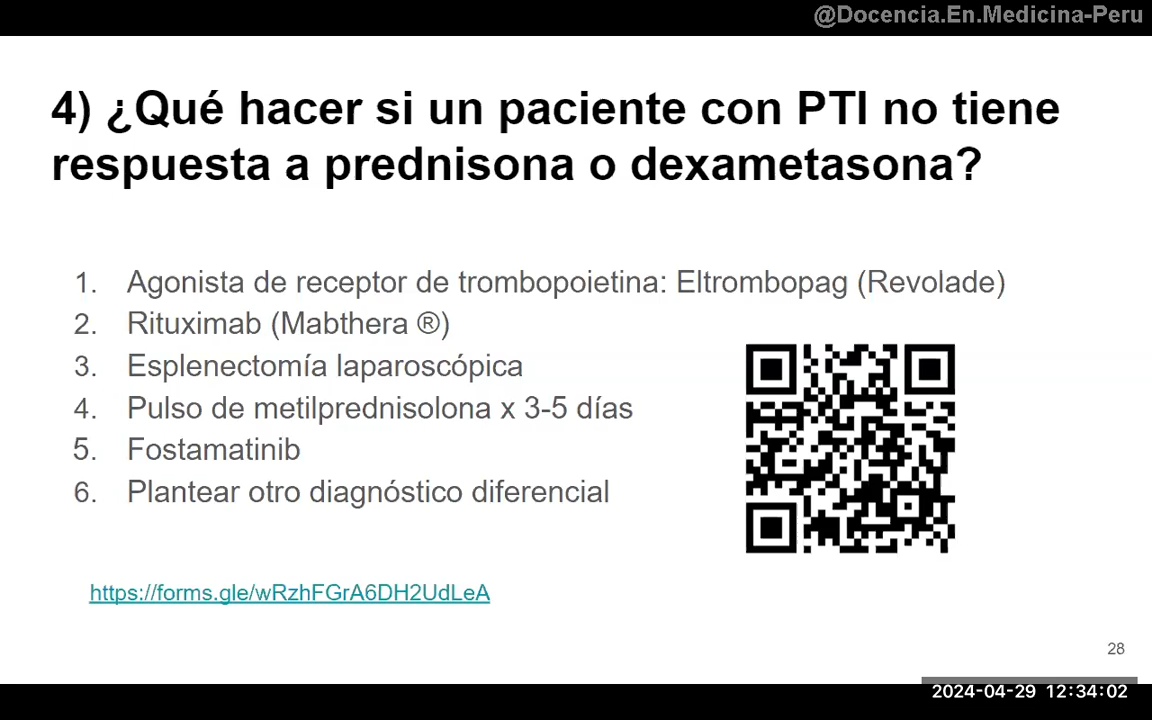 @Docencia.En.Medicina-Peru
4) ¿Qué hacer si un paciente con PTI no tiene
respuesta a prednisona o dexametasona?
1. Agonista de receptor de trombopoietina: Eltrombopag (Revolade)
2. Rituximab (Mabthera ®)
3. Esplenectomía laparoscópica
4. Pulso de metilprednisolona x 3-5 días
5. Fostamatinib
6. Plantear otro diagnóstico diferencial
https://forms.gle/wRzhFGrA6DH2UdLeA
28
2024-04-29 12:34:02